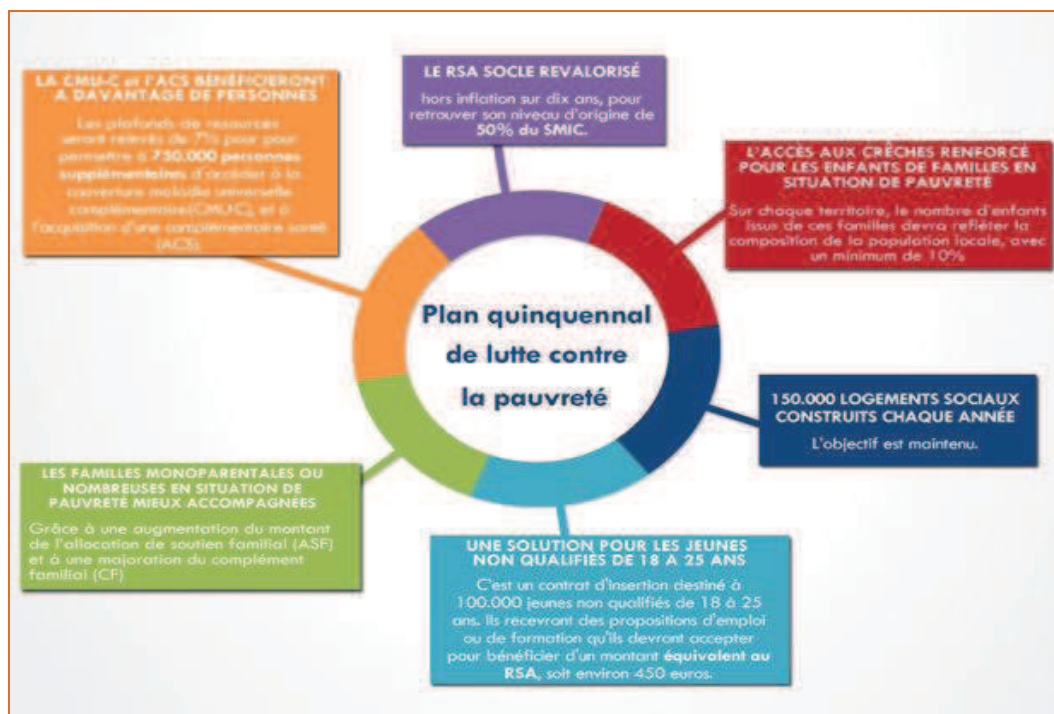 LA CMU-C et l'ACS BÉNÉFICIERONT
A DAVANTAGE DE PERSONNES
Les plafonds de resources
seront relevés de 7% pour pour
permettre à 750.000 personnes
supplémentaires d'accéder à la
couverture maladie universelle
complémentaire (CMU-C), et à
l'acquisition d'une complémentaire santé
(ACS).
LE RSA SOCLE REVALORISÉ
hors inflation sur dix ans, pour
retrouver son niveau d'origine de
50% du SMIC.
L'ACCÈS AUX CRÈCHES RENFORCÉ
POUR LES ENFANTS DE FAMILLES EN
SITUATION DE PAUVRETÉ
Sur chaque territoire, le nombre d'enfants
issus de ces familles devra refléter la
composition de la population locale, avec
un minimum de 10%
Plan quinquennal
de lutte contre
la pauvreté
150.000 LOGEMENTS SOCIAUX
CONSTRUITS CHAQUE ANNÉE
L'objectif est maintenu.
LES FAMILLES MONOPARENTALES OU
NOMBREUSES EN SITUATION DE
PAUVRETÉ MIEUX ACCOMPAGNÉES
Grâce à une augmentation du montant
de l'allocation de soutien familial (ASF)
et à une majoration du complément
familial (CF)
UNE SOLUTION POUR LES JEUNES
NON QUALIFIÉS DE 18 A 25 ANS
C'est un contrat d'insertion destiné à
100.000 jeunes non qualifiés de 18 à 25
ans. Ils recevront des propositions d'emploi
ou de formation qu'ils devront accepter
pour bénéficier d'un montant équivalent au
RSA, soit environ 450 euros.